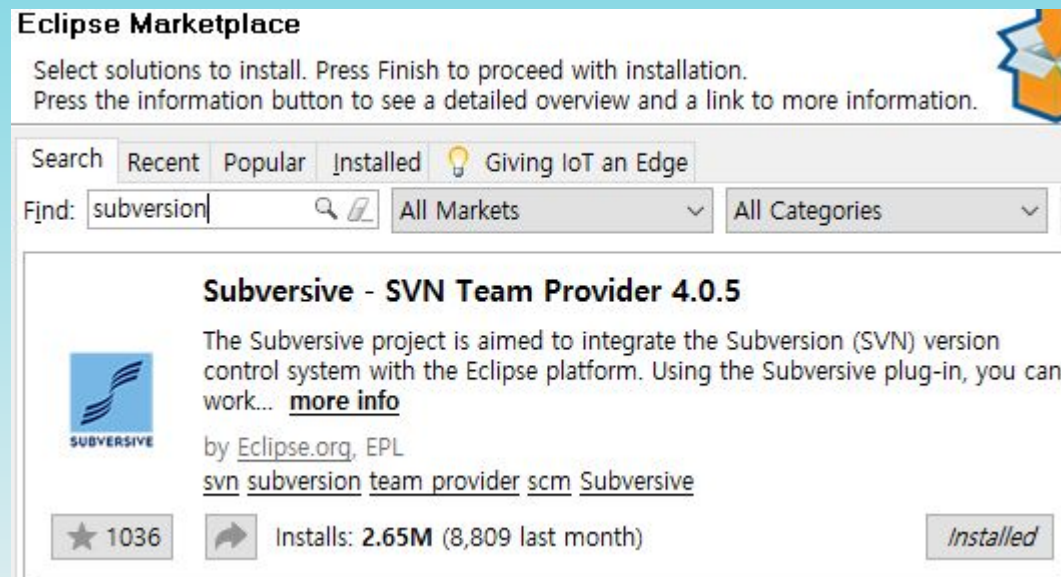 Eclipse Marketplace
Select solutions to install. Press Finish to proceed with installation.
Press the information button to see a detailed overview and a link to more information.
Search Recent Popular Installed Giving IoT an Edge
Find: subversion All Markets All Categories
Subversive - SVN Team Provider 4.0.5
The Subversive project is aimed to integrate the Subversion (SVN) version
control system with the Eclipse platform. Using the Subversive plug-in, you can
work... more info
SUBVERSIVE
by Eclipse.org, EPL
svn subversion team provider scm Subversive
1036 Installs: 2.65M (8,809 last month) Installed